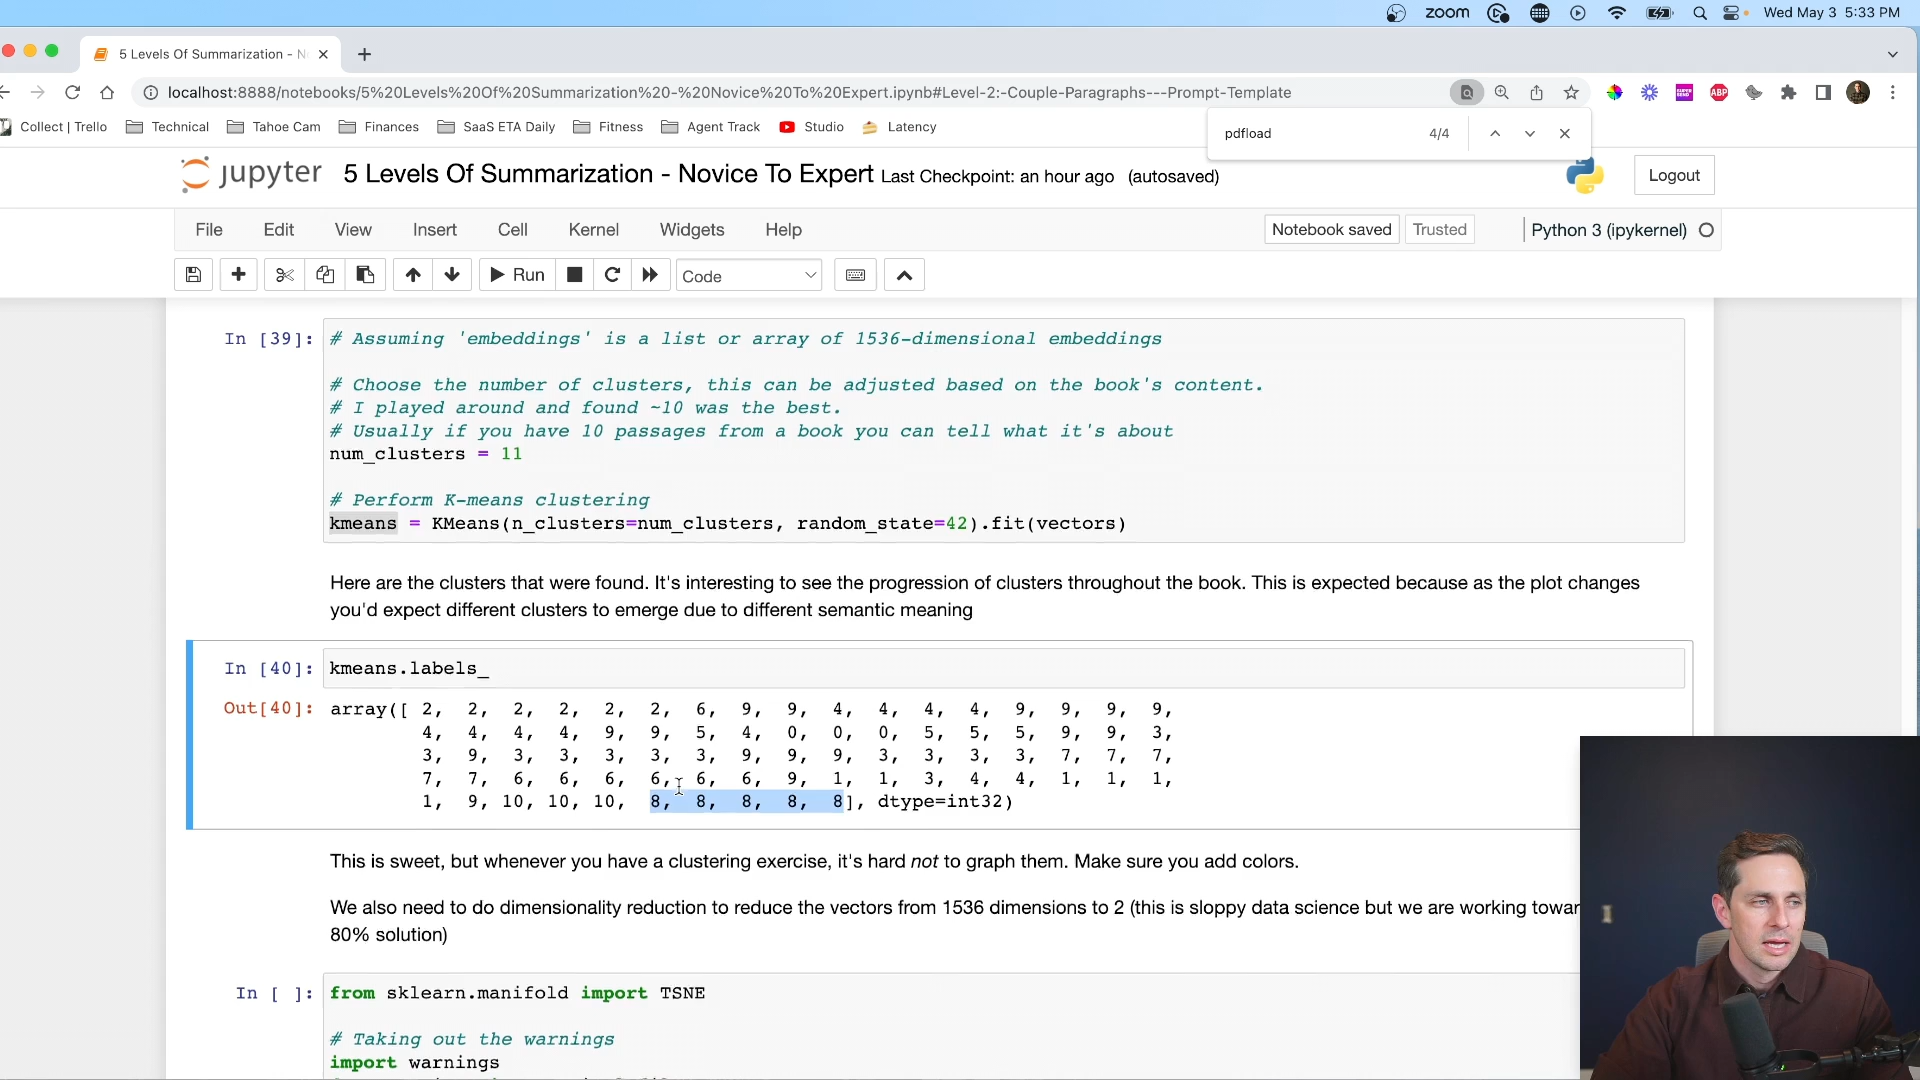 zoom Wed May 3 5:33 PM
5 Levels Of Summarization - N
localhost:8888/notebooks/5%20Levels%20Of%20Summarization%20-%20Novice%20To%20Expert.ipynb#Level-2:-Couple-Paragraphs---Prompt-Template
ABP
Collect | Trello Technical Tahoe Cam Finances SaaS ETA Daily Fitness Agent Track Studio Latency
pdfload 4/4
jupyter 5 Levels Of Summarization - Novice To Expert Last Checkpoint: an hour ago (autosaved)
Logout
File Edit View Insert Cell Kernel Widgets Help Notebook saved Trusted Python 3 (ipykernel)
Run Code
In [39]: # Assuming 'embeddings' is a list or array of 1536-dimensional embeddings
# Choose the number of clusters, this can be adjusted based on the book's content.
# I played around and found ~10 was the best.
# Usually if you have 10 passages from a book you can tell what it's about
num_clusters = 11
# Perform K-means clustering
kmeans = KMeans(n_clusters=num_clusters, random_state=42).fit(vectors)
Here are the clusters that were found. It's interesting to see the progression of clusters throughout the book. This is expected because as the plot changes
you'd expect different clusters to emerge due to different semantic meaning
In [40]: kmeans.labels_
Out[40]: array([ 2, 2, 2, 2, 2, 2, 6, 9, 9, 4, 4, 4, 4, 9, 9, 9, 9,
4, 4, 4, 4, 9, 9, 5, 4, 0, 0, 0, 5, 5, 5, 9, 9, 3,
3, 9, 3, 3, 3, 3, 3, 9, 9, 9, 3, 3, 3, 3, 7, 7, 7,
7, 7, 6, 6, 6, 6, 6, 6, 9, 1, 1, 3, 4, 4, 1, 1, 1,
1, 9, 10, 10, 10, 8, 8, 8, 8, 8], dtype=int32)
This is sweet, but whenever you have a clustering exercise, it's hard not to graph them. Make sure you add colors.
We also need to do dimensionality reduction to reduce the vectors from 1536 dimensions to 2 (this is sloppy data science but we are working
80% solution)
In [ ]: from sklearn.manifold import TSNE
# Taking out the warnings
import warnings